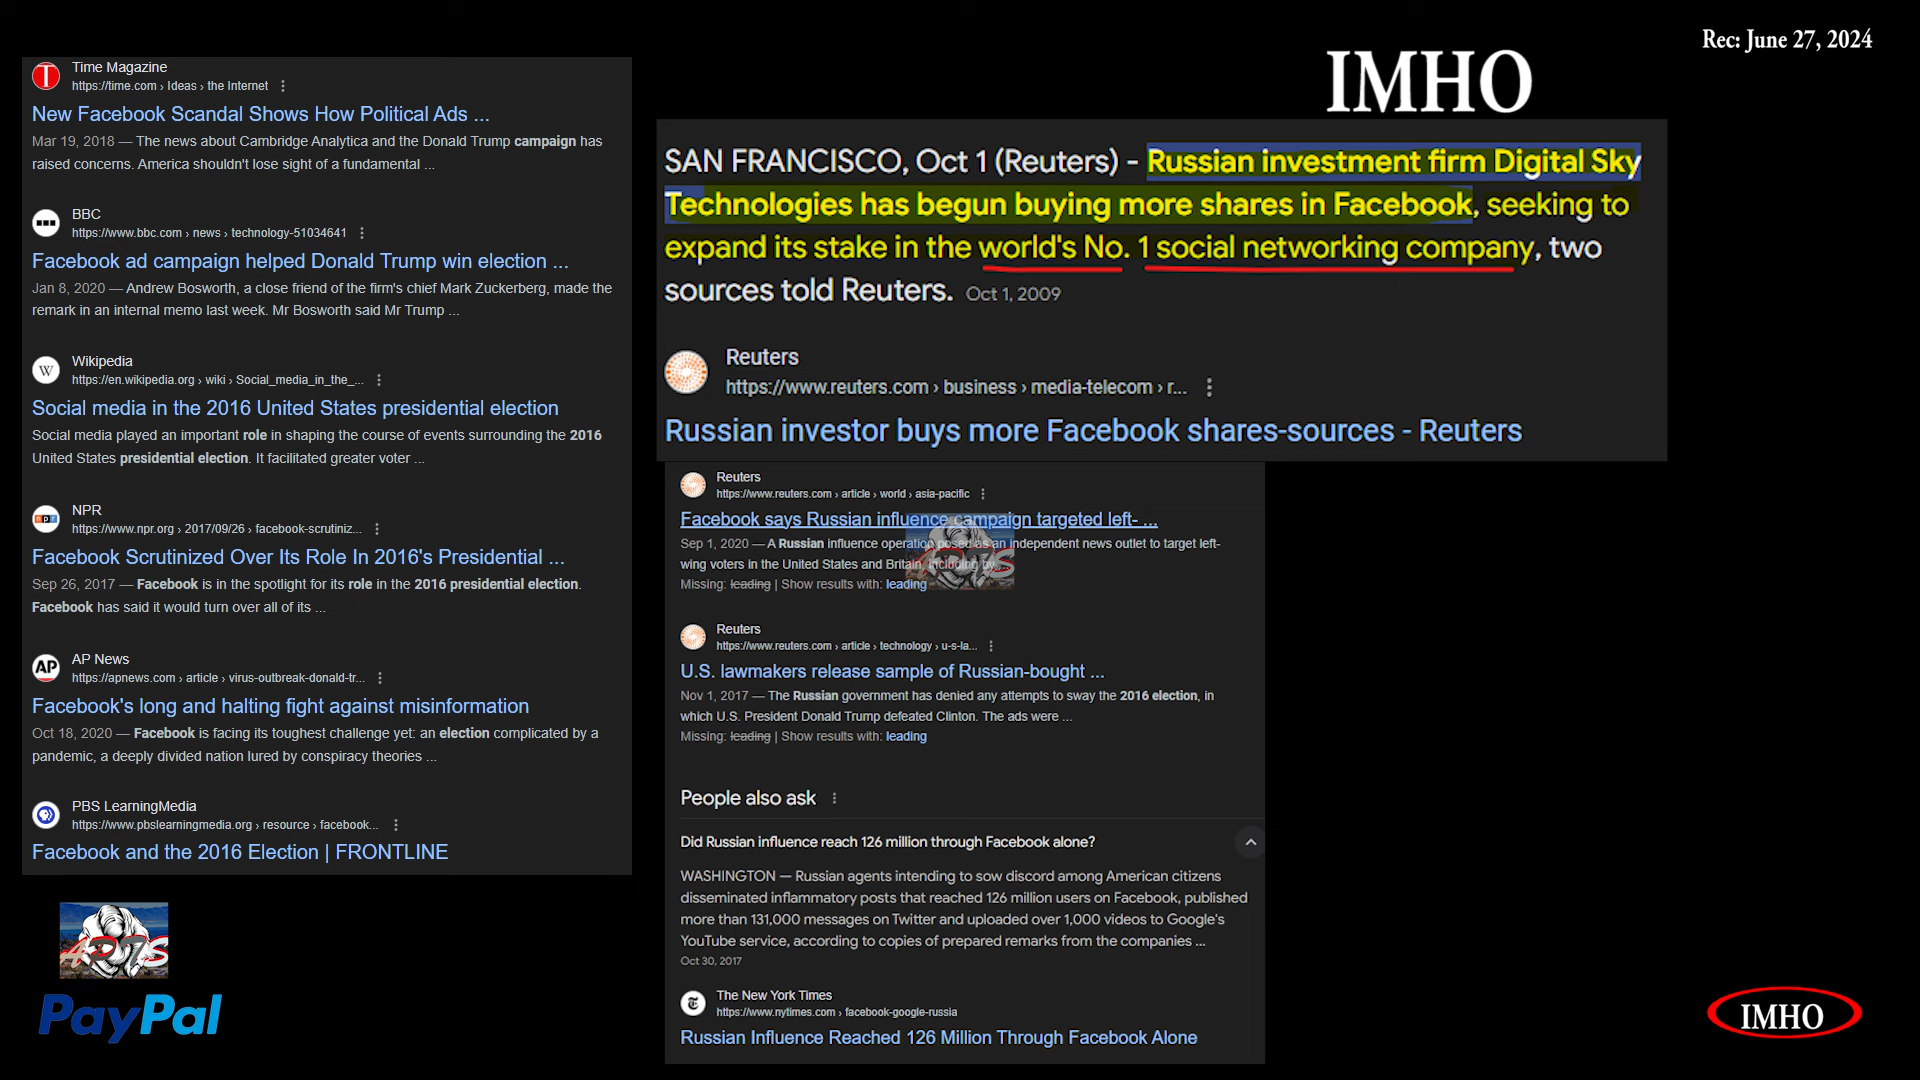 Rec: June 27, 2024
IMHO
Time Magazine
https://time.com › Ideas › the Internet
New Facebook Scandal Shows How Political Ads ...
Mar 19, 2018 — The news about Cambridge Analytica and the Donald Trump campaign has
raised concerns. America shouldn't lose sight of a fundamental ...
BBC
https://www.bbc.com › news › technology-51034641
Facebook ad campaign helped Donald Trump win election ...
Jan 8, 2020 — Andrew Bosworth, a close friend of the firm's chief Mark Zuckerberg, made the
remark in an internal memo last week. Mr Bosworth said Mr Trump ...
W
Wikipedia
https://en.wikipedia.org › wiki › Social_media_in_the_...
Social media in the 2016 United States presidential election
Social media played an important role in shaping the course of events surrounding the 2016
United States presidential election. It facilitated greater voter ...
npr
NPR
https://www.npr.org › 2017/09/26 › facebook-scrutiniz...
Facebook Scrutinized Over Its Role In 2016's Presidential ...
Sep 26, 2017 — Facebook is in the spotlight for its role in the 2016 presidential election.
Facebook has said it would turn over all of its ...
AP
AP News
https://apnews.com › article › virus-outbreak-donald-tr...
Facebook's long and halting fight against misinformation
Oct 18, 2020 — Facebook is facing its toughest challenge yet: an election complicated by a
pandemic, a deeply divided nation lured by conspiracy theories ...
PBS LearningMedia
https://www.pbslearningmedia.org › resource › facebook...
Facebook and the 2016 Election | FRONTLINE
PayPal
SAN FRANCISCO, Oct 1 (Reuters) - Russian investment firm Digital Sky
Technologies has begun buying more shares in Facebook, seeking to
expand its stake in the world's No. 1 social networking company, two
sources told Reuters. Oct 1, 2009
Reuters
https://www.reuters.com › business › media-telecom › r...
Russian investor buys more Facebook shares-sources - Reuters
Reuters
https://www.reuters.com › article › world › asia-pacific
Facebook says Russian influence campaign targeted left- ...
Sep 1, 2020 — A Russian influence operation posed as an independent news outlet to target left-
wing voters in the United States and Britain, including by ...
Missing: leading | Show results with: leading
Reuters
https://www.reuters.com › article › technology › u-s-la...
U.S. lawmakers release sample of Russian-bought ...
Nov 1, 2017 — The Russian government has denied any attempts to sway the 2016 election, in
which U.S. President Donald Trump defeated Clinton. The ads were ...
Missing: leading | Show results with: leading
People also ask
Did Russian influence reach 126 million through Facebook alone?
WASHINGTON — Russian agents intending to sow discord among American citizens
disseminated inflammatory posts that reached 126 million users on Facebook, published
more than 131,000 messages on Twitter and uploaded over 1,000 videos to Google's
YouTube service, according to copies of prepared remarks from the companies ...
Oct 30, 2017
The New York Times
https://www.nytimes.com › facebook-google-russia
Russian Influence Reached 126 Million Through Facebook Alone
IMHO